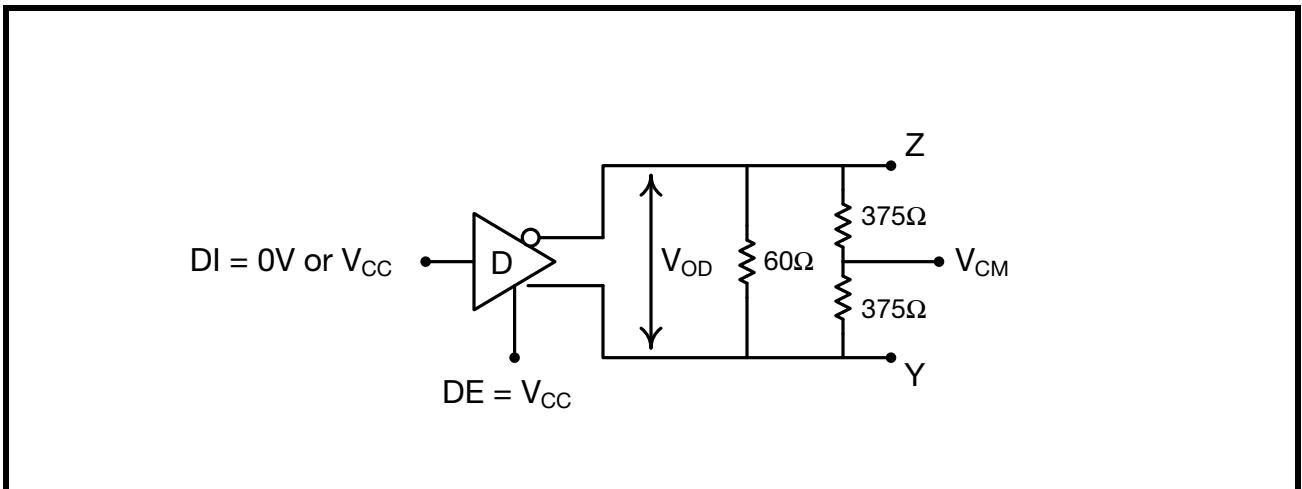 Z
375Ω
DI = 0V or VCC
D
VOD
60Ω
VCM
375Ω
Y
DE = VCC